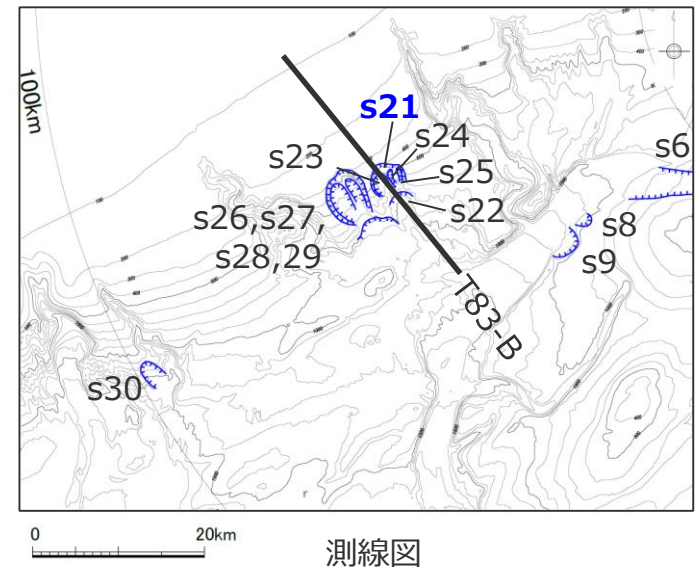 100km
s21
s24
s23
s25
s6
s26,s27,
s22
s28,29
s8
s9
T83-B
s30
0
20km
測線図